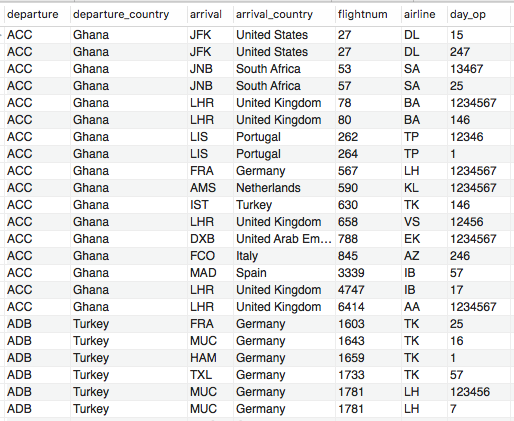 departure departure_country arrival arrival_country flightnum airline day_op
ACC Ghana JFK United States 27 DL 15
ACC Ghana JFK United States 27 DL 247
ACC Ghana JNB South Africa 53 SA 13467
ACC Ghana JNB South Africa 57 SA 25
ACC Ghana LHR United Kingdom 78 BA 1234567
ACC Ghana LHR United Kingdom 80 BA 146
ACC Ghana LIS Portugal 262 TP 12346
ACC Ghana LIS Portugal 264 TP 1
ACC Ghana FRA Germany 567 LH 1234567
ACC Ghana AMS Netherlands 590 KL 1234567
ACC Ghana IST Turkey 630 TK 146
ACC Ghana LHR United Kingdom 658 VS 12456
ACC Ghana DXB United Arab Em... 788 EK 1234567
ACC Ghana FCO Italy 845 AZ 246
ACC Ghana MAD Spain 3339 IB 57
ACC Ghana LHR United Kingdom 4747 IB 17
ACC Ghana LHR United Kingdom 6414 AA 1234567
ADB Turkey FRA Germany 1603 TK 25
ADB Turkey MUC Germany 1643 TK 16
ADB Turkey HAM Germany 1659 TK 1
ADB Turkey TXL Germany 1733 TK 57
ADB Turkey MUC Germany 1781 LH 123456
ADB Turkey MUC Germany 1781 LH 7